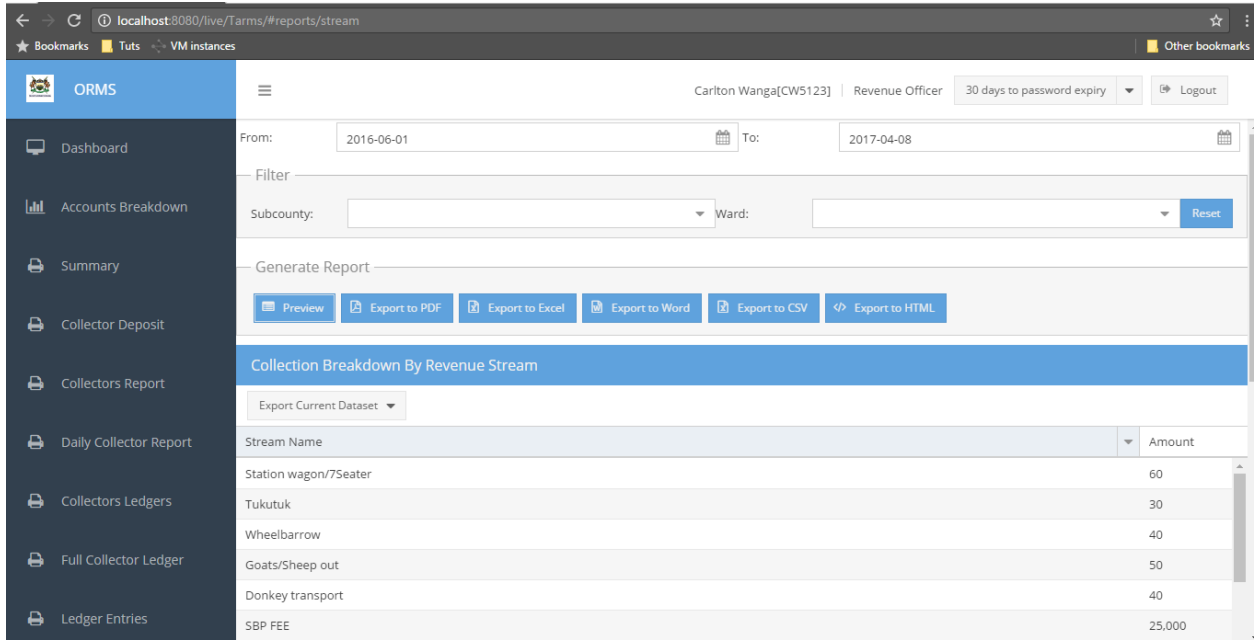 localhost:8080/live/Tarms/#reports/stream
Bookmarks Tuts VM instances Other bookmarks
ORMS
Carlton Wanga[CW5123] | Revenue Officer 30 days to password expiry Logout
Dashboard
Accounts Breakdown
Summary
Collector Deposit
Collectors Report
Daily Collector Report
Collectors Ledgers
Full Collector Ledger
Ledger Entries
From: 2016-06-01 To: 2017-04-08
Filter
Subcounty: Ward: Reset
Generate Report
Preview Export to PDF Export to Excel Export to Word Export to CSV Export to HTML
Collection Breakdown By Revenue Stream
Export Current Dataset
Stream Name Amount
Station wagon/7Seater 60
Tukutuk 30
Wheelbarrow 40
Goats/Sheep out 50
Donkey transport 40
SBP FEE 25,000